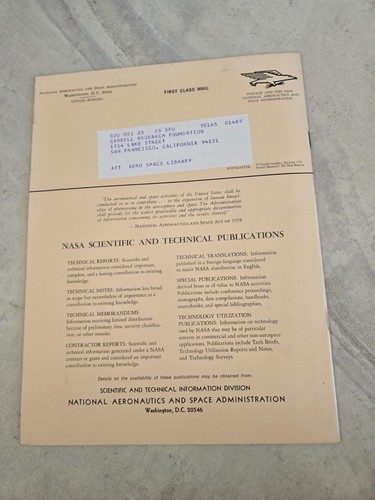 NATIONAL AERONAUTICS AND SPACE ADMINISTRATION
WASHINGTON, D.C. 20546
OFFICIAL BUSINESS
FIRST CLASS MAIL
POSTAGE AND FEES PAID
NATIONAL AERONAUTICS AND
SPACE ADMINISTRATION
02U 001 25 25 SPU 70165 01489
DANRELL RESEARCH FOUNDATION
1714 LAKE STREET
SAN FRANCISCO, CALIFORNIA 94121
ATT AERO SPACE LIBRARY
POSTMASTER:
"The aeronautical and space activities of the United States shall be
conducted so as to contribute . . . to the expansion of human knowl-
edge of phenomena in the atmosphere and space. The Administration
shall provide for the widest practicable and appropriate dissemination
of information concerning its activities and the results thereof."
— NATIONAL AERONAUTICS AND SPACE ACT OF 1958
NASA SCIENTIFIC AND TECHNICAL PUBLICATIONS
TECHNICAL REPORTS: Scientific and
technical information considered important,
complete, and a lasting contribution to existing
knowledge.
TECHNICAL NOTES: Information less broad
in scope but nevertheless of importance as a
contribution to existing knowledge.
TECHNICAL MEMORANDUMS:
Information receiving limited distribution
because of preliminary data, security classifica-
tion, or other reasons.
CONTRACTOR REPORTS: Scientific and
technical information generated under a NASA
contract or grant and considered an important
contribution to existing knowledge.
TECHNICAL TRANSLATIONS: Information
published in a foreign language considered
to merit NASA distribution in English.
SPECIAL PUBLICATIONS: Information
derived from or of value to NASA activities.
Publications include conference proceedings,
monographs, data compilations, handbooks,
sourcebooks, and special bibliographies.
TECHNOLOGY UTILIZATION
PUBLICATIONS: Information on technology
used by NASA that may be of particular
interest in commercial and other non-aerospace
applications. Publications include Tech Briefs,
Technology Utilization Reports and Notes,
and Technology Surveys.
Details on the availability of these publications may be obtained from:
SCIENTIFIC AND TECHNICAL INFORMATION DIVISION
NATIONAL AERONAUTICS AND SPACE ADMINISTRATION
Washington, D.C. 20546